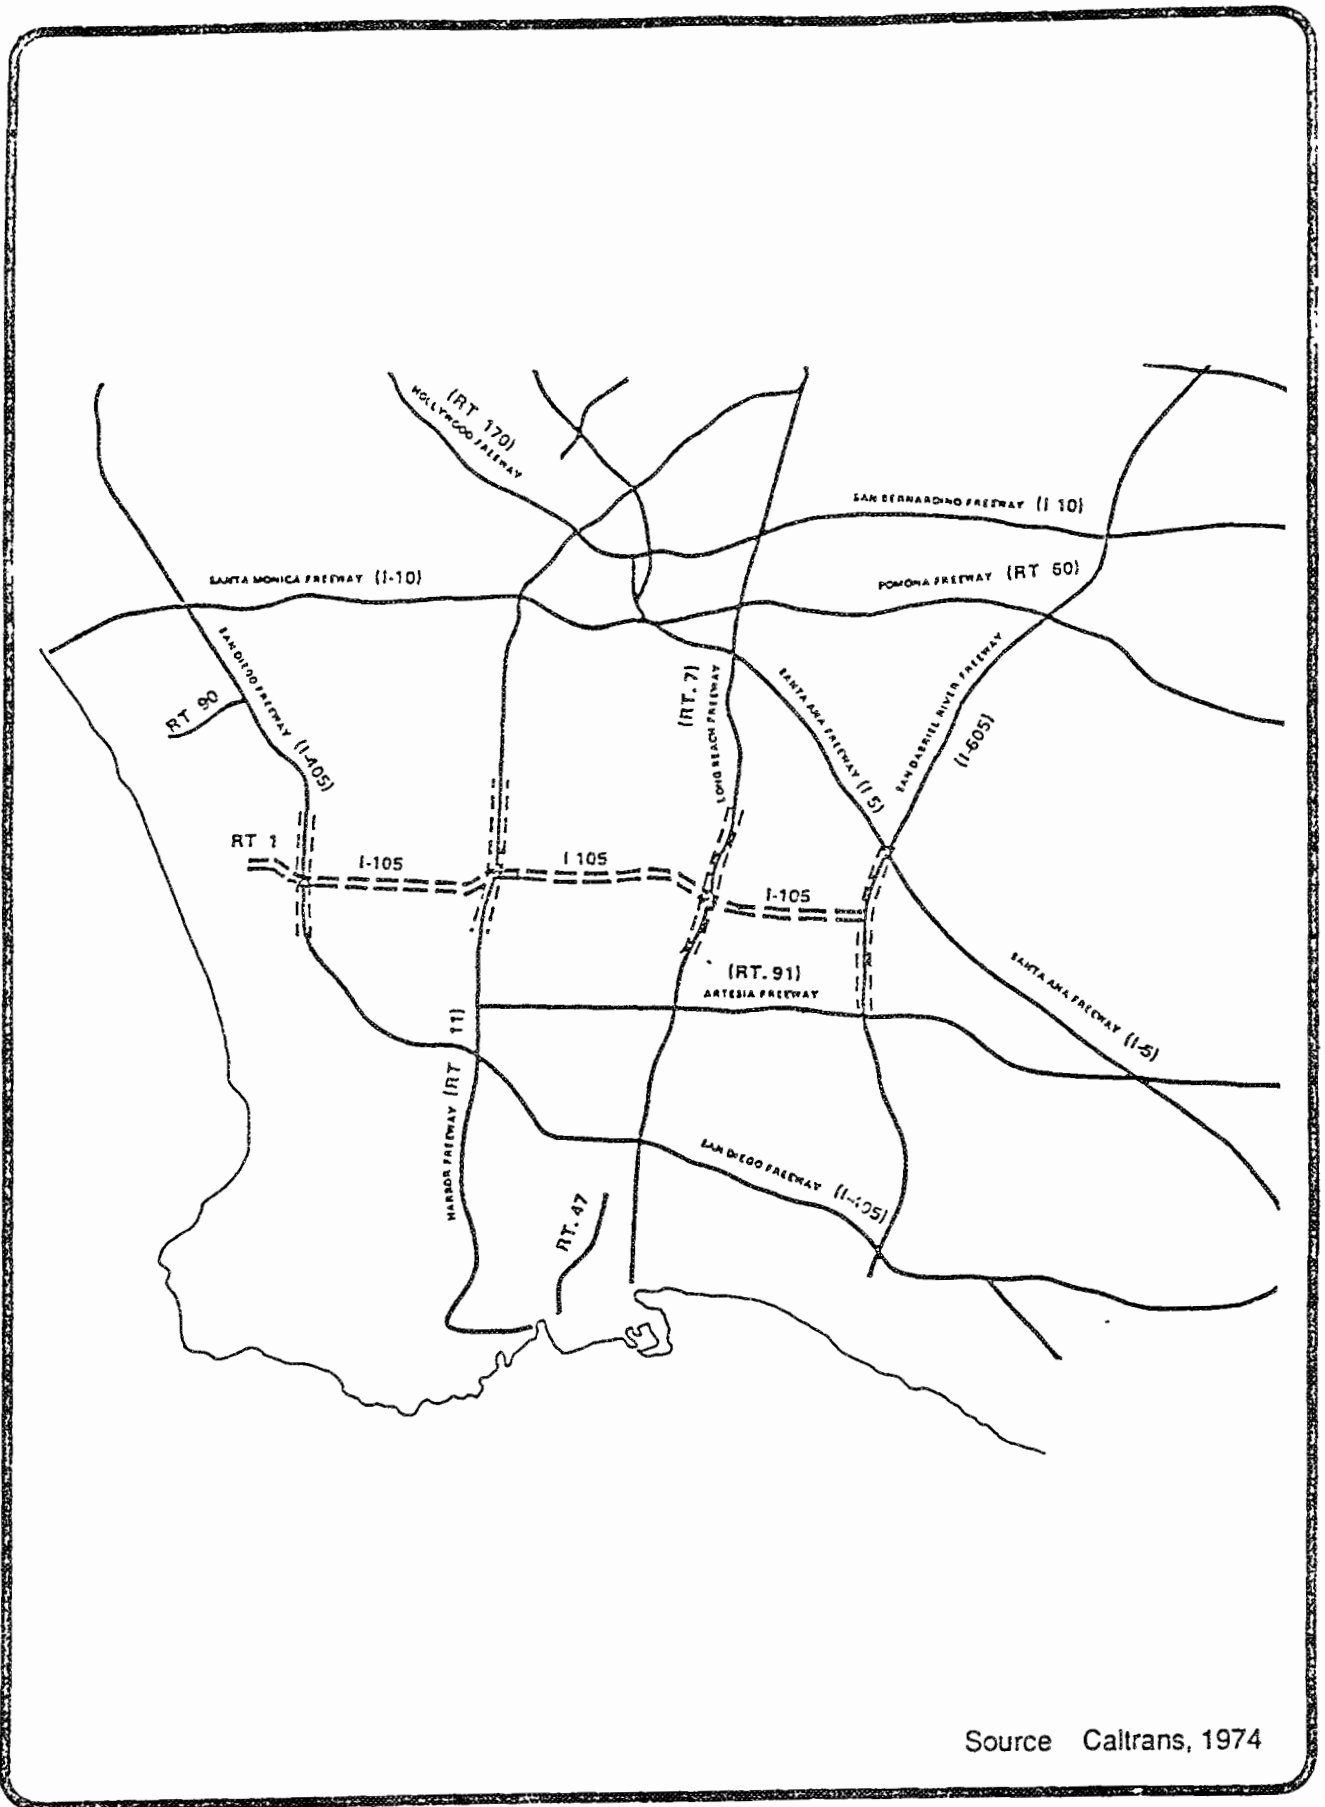 (RT 170)
HOLLYWOOD FREEWAY
SAN BERNARDINO FREEWAY (I 10)
SANTA MONICA FREEWAY (I-10)
POMONA FREEWAY (RT 60)
SAN DIEGO FREEWAY (I-405)
RT 90
(RT. 7)
LONG BEACH FREEWAY
SANTA ANA FREEWAY (I 5)
SAN GABRIEL RIVER FREEWAY
(I-605)
RT 1
I-105
I 105
I-105
(RT. 91)
ARTESIA FREEWAY
SANTA ANA FREEWAY (I-5)
HARBOR FREEWAY (RT 11)
SAN DIEGO FREEWAY (I-405)
RT. 47
Source Caltrans, 1974